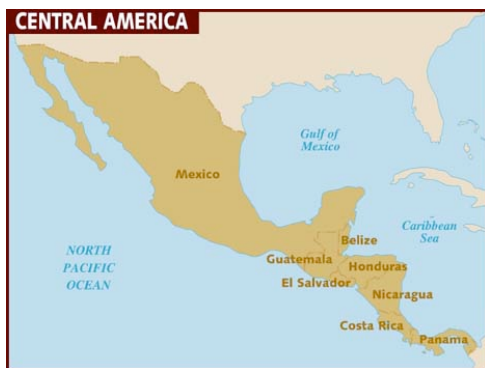 CENTRAL AMERICA
Gulf of
Mexico
Mexico
Caribbean
Sea
Belize
NORTH
PACIFIC
OCEAN
Guatemala
Honduras
El Salvador
Nicaragua
Costa Rica
Panama